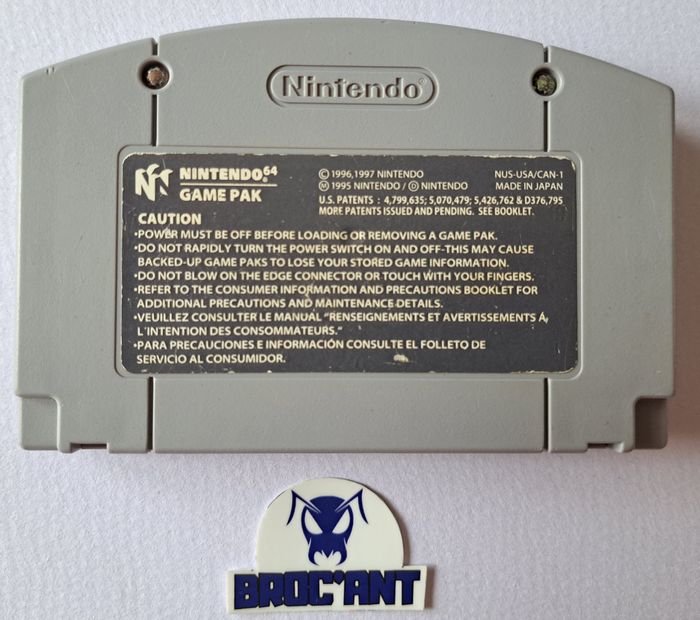 Nintendo®
NINTENDO⁶⁴
GAME PAK
© 1996,1997 NINTENDO
Ⓜ 1995 NINTENDO / Ⓓ NINTENDO
NUS-USA/CAN-1
MADE IN JAPAN
U.S. PATENTS : 4,799,635; 5,070,479; 5,426,762 & D376,795
MORE PATENTS ISSUED AND PENDING. SEE BOOKLET.
CAUTION
•POWER MUST BE OFF BEFORE LOADING OR REMOVING A GAME PAK.
•DO NOT RAPIDLY TURN THE POWER SWITCH ON AND OFF-THIS MAY CAUSE
BACKED-UP GAME PAKS TO LOSE YOUR STORED GAME INFORMATION.
•DO NOT BLOW ON THE EDGE CONNECTOR OR TOUCH WITH YOUR FINGERS.
•REFER TO THE CONSUMER INFORMATION AND PRECAUTIONS BOOKLET FOR
ADDITIONAL PRECAUTIONS AND MAINTENANCE DETAILS.
•VEUILLEZ CONSULTER LE MANUAL "RENSEIGNEMENTS ET AVERTISSEMENTS Á,
L'INTENTION DES CONSOMMATEURS."
•PARA PRECAUCIONES E INFORMACIÓN CONSULTE EL FOLLETO DE
SERVICIO AL CONSUMIDOR.
BROC'ANT